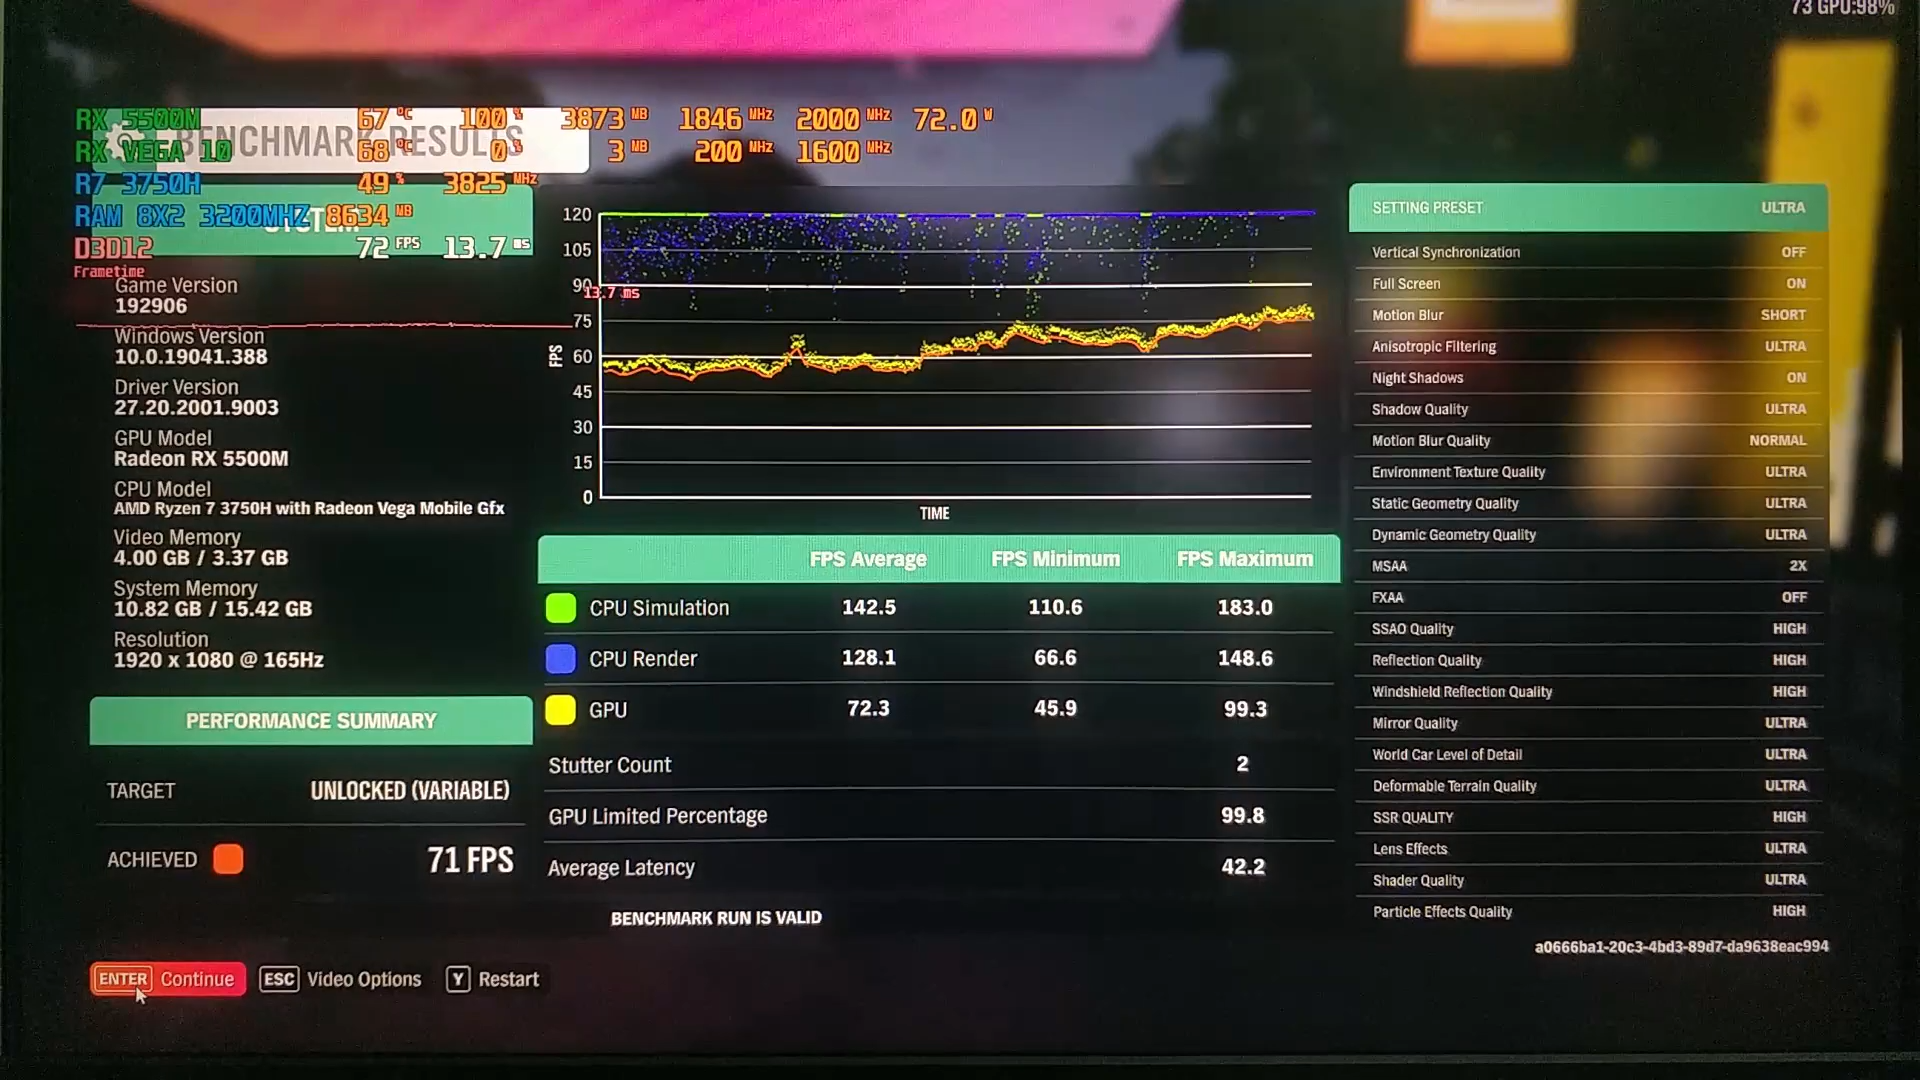 73 GPU:98%
RX 5500M 67 °C 100 % 3873 MB 1846 MHz 2000 MHz 72.0 W
BENCHMARK RESULTS
RX VEGA 10 68 °C 0 % 3 MB 200 MHz 1600 MHz
R7 3750H 49 % 3825 MHz
RAM 8X2 3200MHZ 8634 MB
SYSTEM
D3D12 72 FPS 13.7 ms
Frametime
13.7 ms
Game Version
192906
Windows Version
10.0.19041.388
Driver Version
27.20.2001.9003
GPU Model
Radeon RX 5500M
CPU Model
AMD Ryzen 7 3750H with Radeon Vega Mobile Gfx
Video Memory
4.00 GB / 3.37 GB
System Memory
10.82 GB / 15.42 GB
Resolution
1920 x 1080 @ 165Hz
PERFORMANCE SUMMARY
TARGET UNLOCKED (VARIABLE)
ACHIEVED 71 FPS
120
105
90
75
60
45
30
15
0
FPS
TIME
FPS Average FPS Minimum FPS Maximum
CPU Simulation 142.5 110.6 183.0
CPU Render 128.1 66.6 148.6
GPU 72.3 45.9 99.3
Stutter Count 2
GPU Limited Percentage 99.8
Average Latency 42.2
BENCHMARK RUN IS VALID
SETTING PRESET ULTRA
Vertical Synchronization OFF
Full Screen ON
Motion Blur SHORT
Anisotropic Filtering ULTRA
Night Shadows ON
Shadow Quality ULTRA
Motion Blur Quality NORMAL
Environment Texture Quality ULTRA
Static Geometry Quality ULTRA
Dynamic Geometry Quality ULTRA
MSAA 2X
FXAA OFF
SSAO Quality HIGH
Reflection Quality HIGH
Windshield Reflection Quality HIGH
Mirror Quality ULTRA
World Car Level of Detail ULTRA
Deformable Terrain Quality ULTRA
SSR QUALITY HIGH
Lens Effects ULTRA
Shader Quality ULTRA
Particle Effects Quality HIGH
a0666ba1-20c3-4bd3-89d7-da9638eac994
ENTER Continue ESC Video Options Y Restart